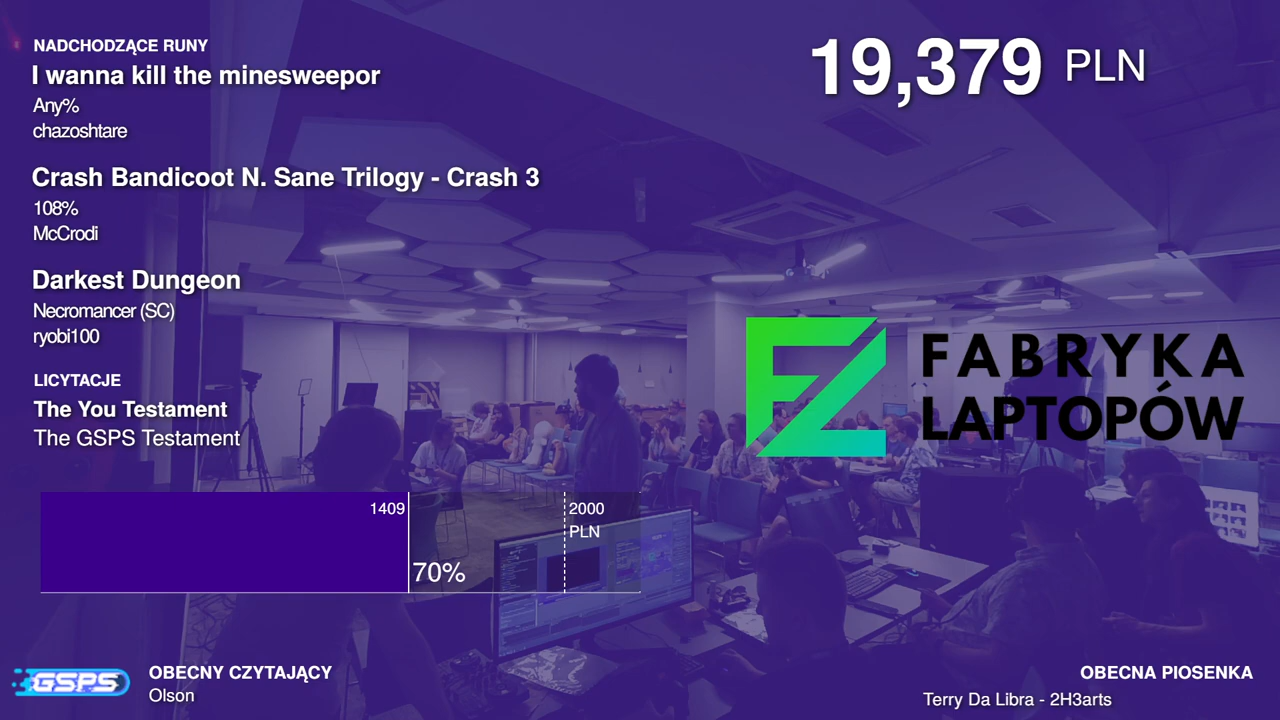 NADCHODZĄCE RUNY
I wanna kill the minesweepor
Any%
chazoshtare
Crash Bandicoot N. Sane Trilogy - Crash 3
108%
McCrodi
Darkest Dungeon
Necromancer (SC)
ryobi100
LICYTACJE
The You Testament
The GSPS Testament
1409
2000
PLN
70%
19,379 PLN
FABRYKA
LAPTOPÓW
GSPS
OBECNY CZYTAJĄCY
Olson
OBECNA PIOSENKA
Terry Da Libra - 2H3arts